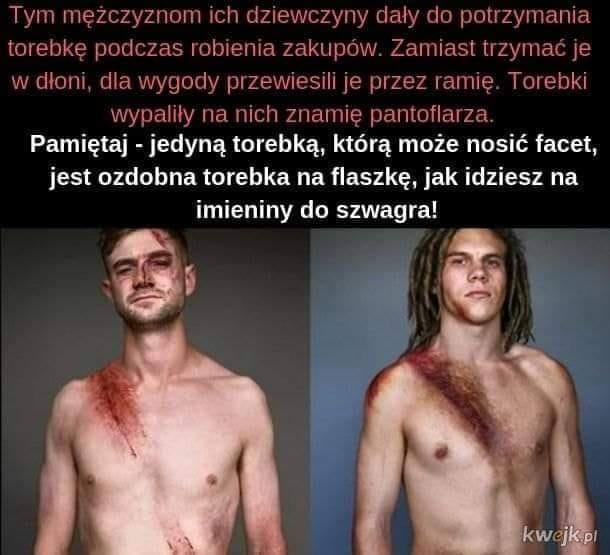 Tym mężczyznom ich dziewczyny dały do potrzymania
torebkę podczas robienia zakupów. Zamiast trzymać je
w dłoni, dla wygody przewiesili je przez ramię. Torebki
wypaliły na nich znamię pantoflarza.
Pamiętaj - jedyną torebką, którą może nosić facet,
jest ozdobna torebka na flaszkę, jak idziesz na
imieniny do szwagra!
kwejk.pl